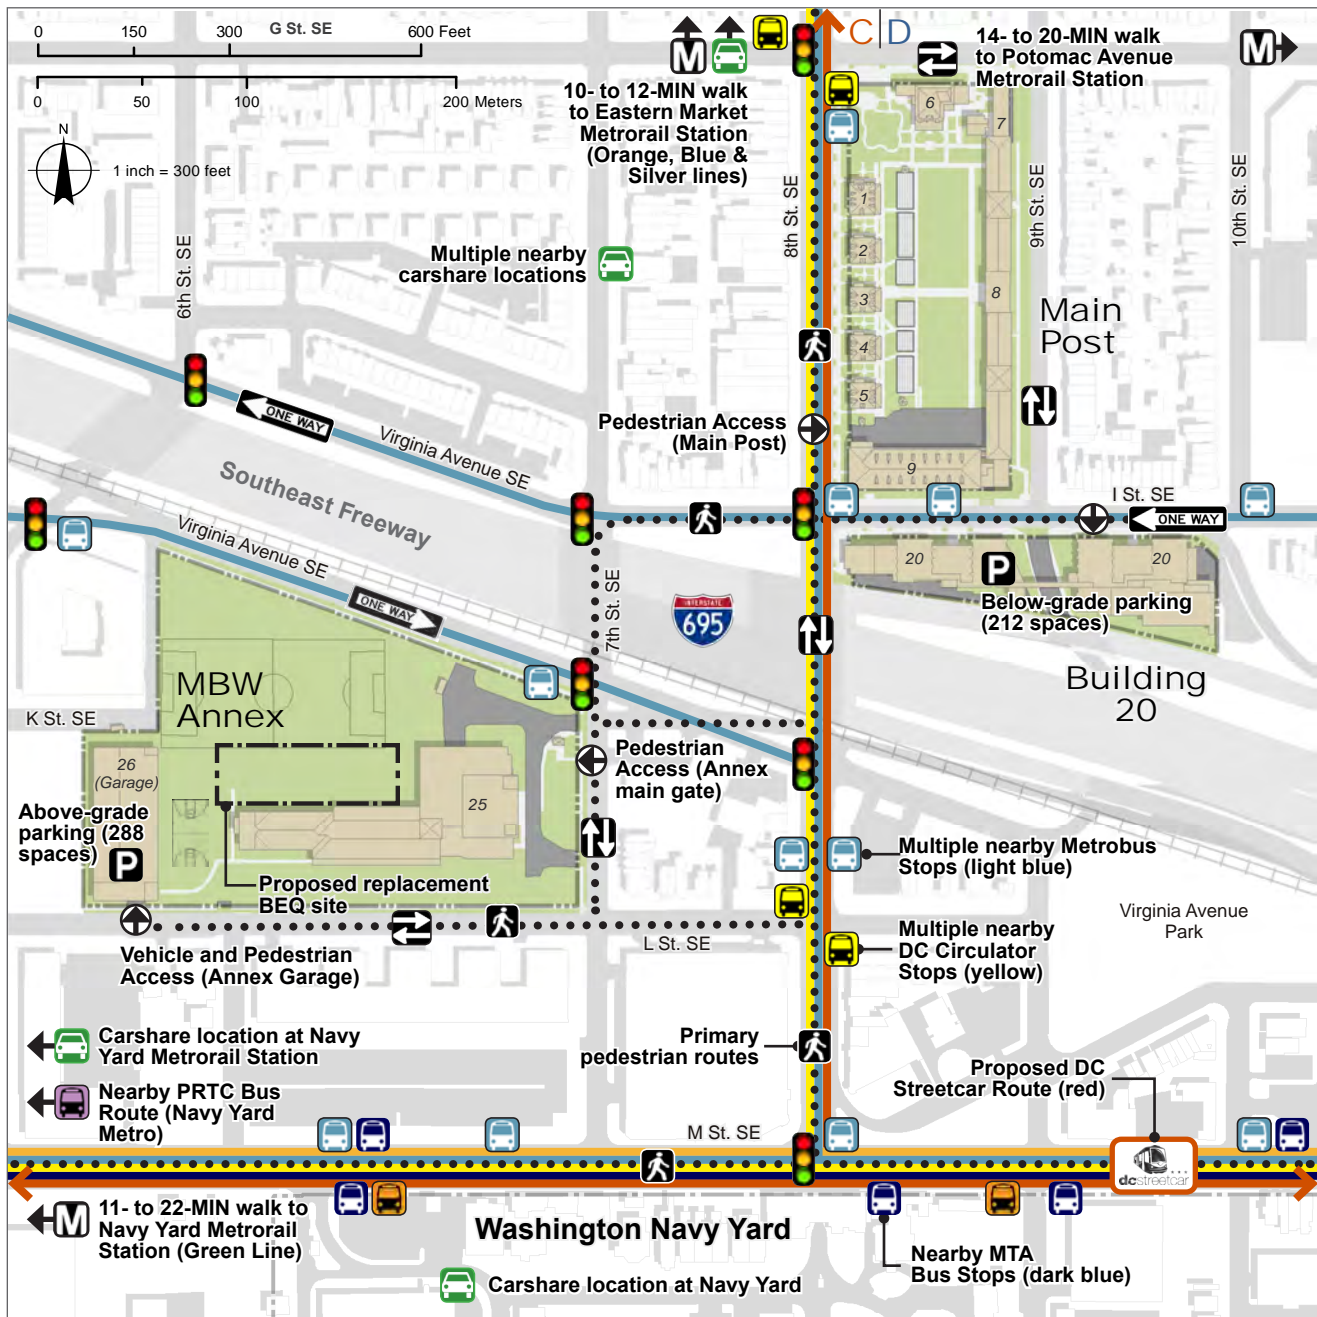 0 150 300 600 Feet
G St. SE
0 50 100 200 Meters
N
1 inch = 300 feet
M
10- to 12-MIN walk
to Eastern Market
Metrorail Station
(Orange, Blue &
Silver lines)
C | D
14- to 20-MIN walk
to Potomac Avenue
Metrorail Station
M
6
7
1
2
3
4
5
8
9
8th St. SE
9th St. SE
10th St. SE
6th St. SE
Multiple nearby
carshare locations
Main
Post
Pedestrian Access
(Main Post)
ONE WAY
Virginia Avenue SE
Southeast Freeway
Virginia Avenue SE
ONE WAY
I St. SE
ONE WAY
20
20
P
Below-grade parking
(212 spaces)
Building
20
7th St. SE
INTERSTATE
695
MBW
Annex
K St. SE
26
(Garage)
25
Above-grade
parking (288
spaces)
P
Pedestrian
Access (Annex
main gate)
Proposed replacement
BEQ site
Multiple nearby Metrobus
Stops (light blue)
Virginia Avenue
Park
Vehicle and Pedestrian
Access (Annex Garage)
L St. SE
Multiple nearby
DC Circulator
Stops (yellow)
Carshare location at Navy
Yard Metrorail Station
Primary
pedestrian routes
Proposed DC
Streetcar Route (red)
Nearby PRTC Bus
Route (Navy Yard
Metro)
M St. SE
dcstreetcar
M
11- to 22-MIN walk to
Navy Yard Metrorail
Station (Green Line)
Washington Navy Yard
Nearby MTA
Bus Stops (dark blue)
Carshare location at Navy Yard